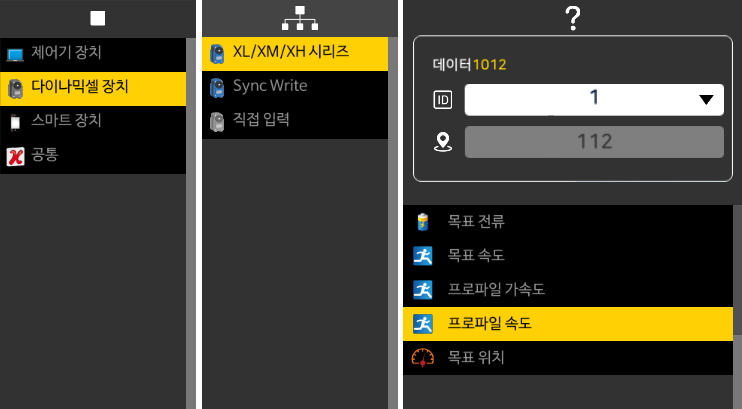 제어기 장치
다이나믹셀 장치
스마트 장치
공통
XL/XM/XH 시리즈
Sync Write
직접 입력
?
데이터1012
ID 1
112
목표 전류
목표 속도
프로파일 가속도
프로파일 속도
목표 위치